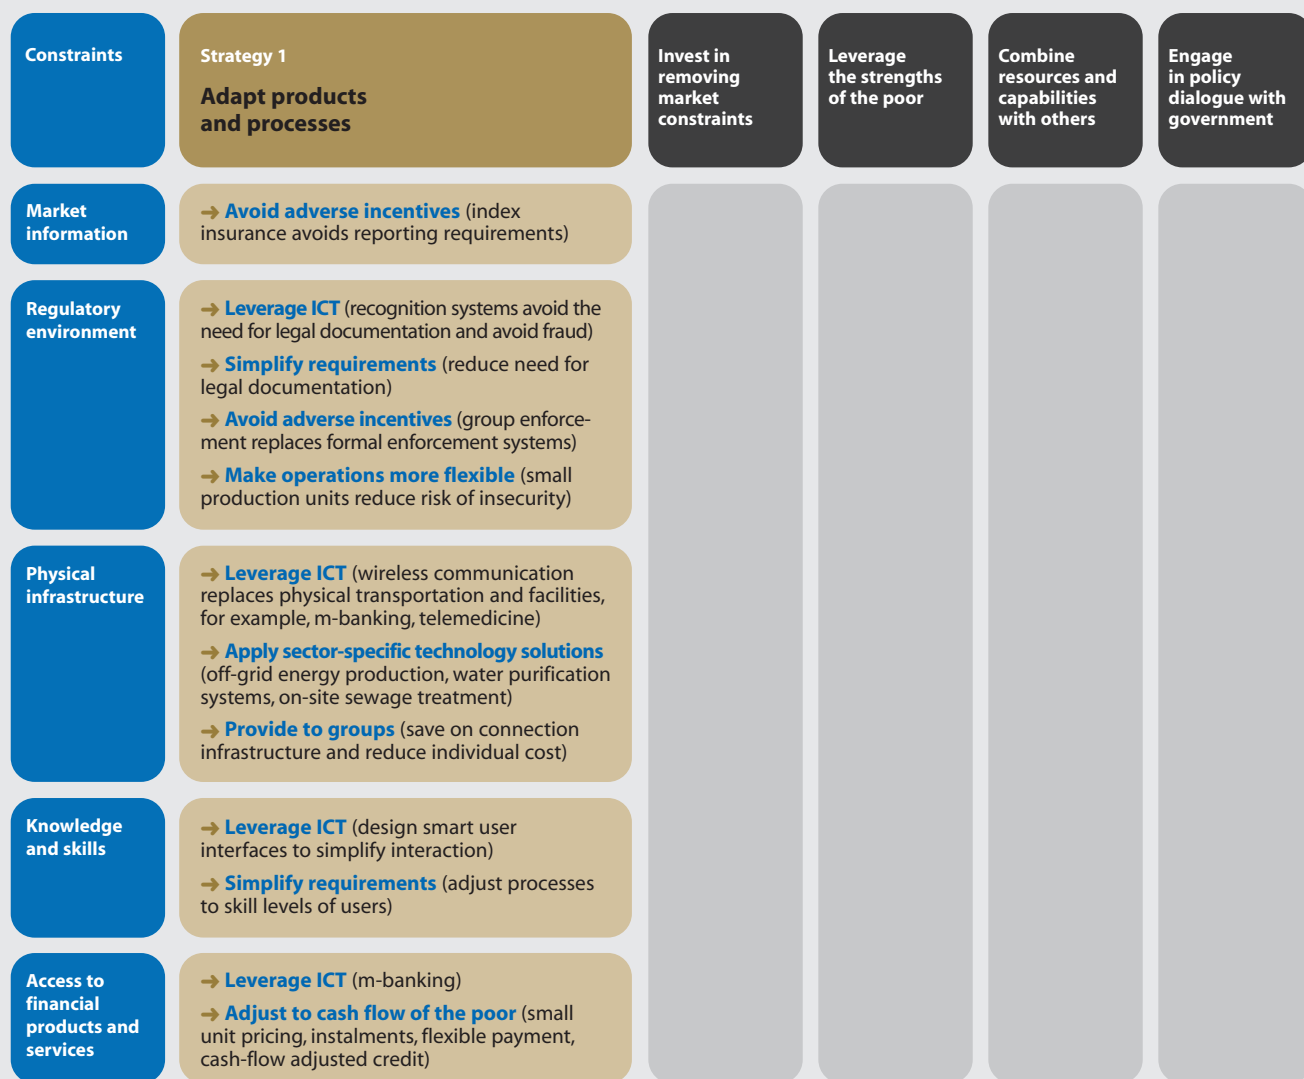 Constraints
Strategy 1
Adapt products
and processes
Invest in
removing
market
constraints
Leverage
the strengths
of the poor
Combine
resources and
capabilities
with others
Engage
in policy
dialogue with
government
Market
information
➔ Avoid adverse incentives (index
insurance avoids reporting requirements)
Regulatory
environment
➔ Leverage ICT (recognition systems avoid the
need for legal documentation and avoid fraud)
➔ Simplify requirements (reduce need for
legal documentation)
➔ Avoid adverse incentives (group enforce-
ment replaces formal enforcement systems)
➔ Make operations more flexible (small
production units reduce risk of insecurity)
Physical
infrastructure
➔ Leverage ICT (wireless communication
replaces physical transportation and facilities,
for example, m-banking, telemedicine)
➔ Apply sector-specific technology solutions
(off-grid energy production, water purification
systems, on-site sewage treatment)
➔ Provide to groups (save on connection
infrastructure and reduce individual cost)
Knowledge
and skills
➔ Leverage ICT (design smart user
interfaces to simplify interaction)
➔ Simplify requirements (adjust processes
to skill levels of users)
Access to
financial
products and
services
➔ Leverage ICT (m-banking)
➔ Adjust to cash flow of the poor (small
unit pricing, instalments, flexible payment,
cash-flow adjusted credit)